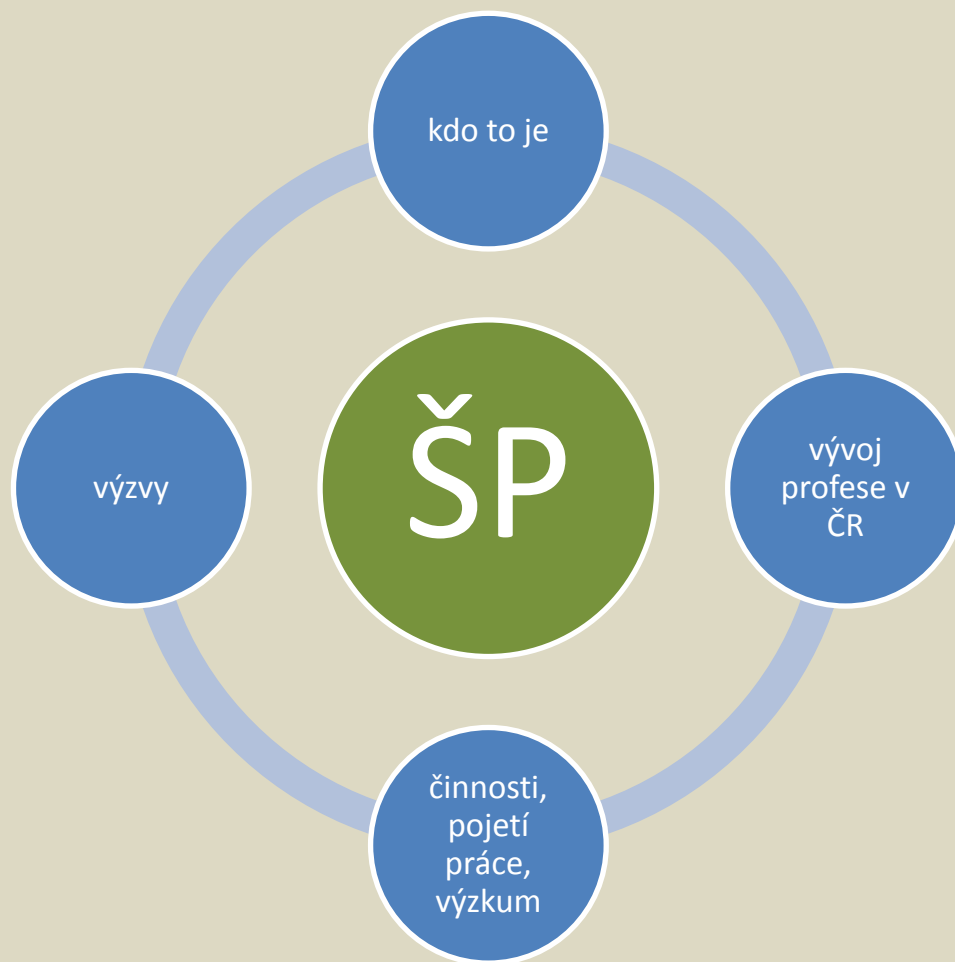 kdo to je
ŠP
vývoj
profese v
ČR
činnosti,
pojetí
práce,
výzkum
výzvy